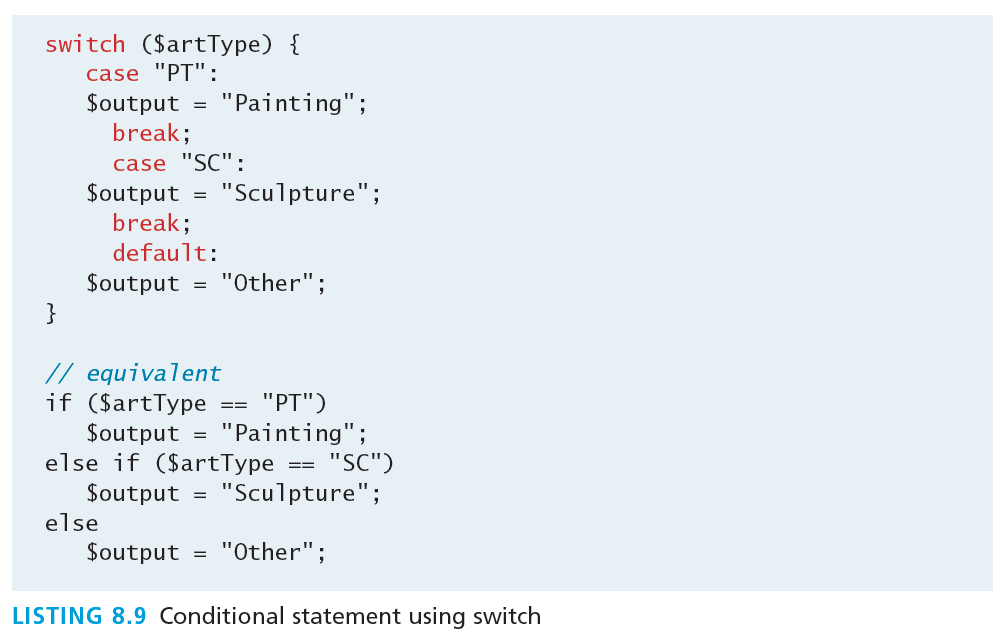 switch ($artType) {
   case "PT":
   $output = "Painting";
     break;
     case "SC":
   $output = "Sculpture";
     break;
     default:
   $output = "Other";
}

// equivalent
if ($artType == "PT")
   $output = "Painting";
else if ($artType == "SC")
   $output = "Sculpture";
else
   $output = "Other";
LISTING 8.9 Conditional statement using switch